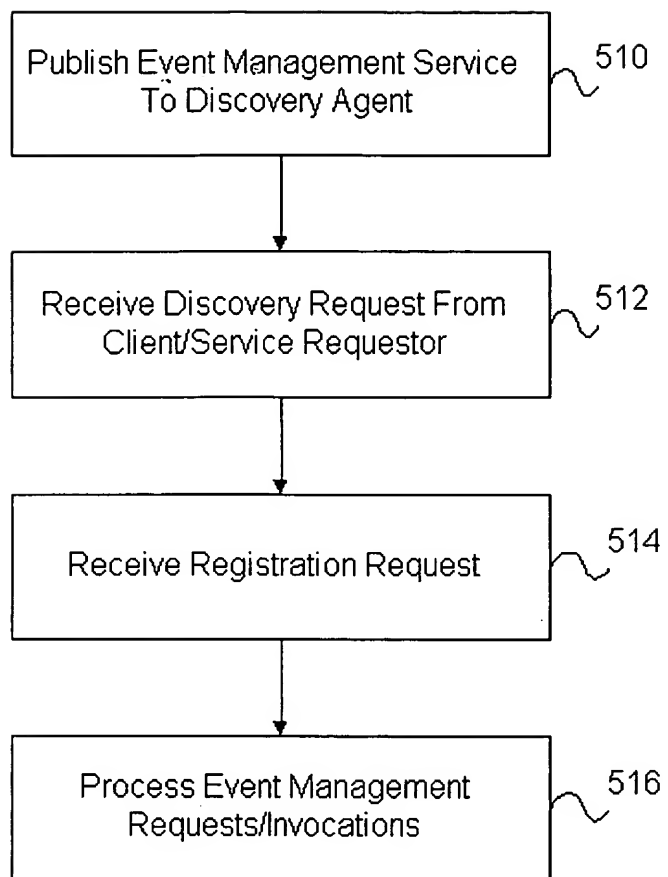 Publish Event Management Service
To Discovery Agent
510
Receive Discovery Request From
Client/Service Requestor
512
Receive Registration Request
514
Process Event Management
Requests/Invocations
516